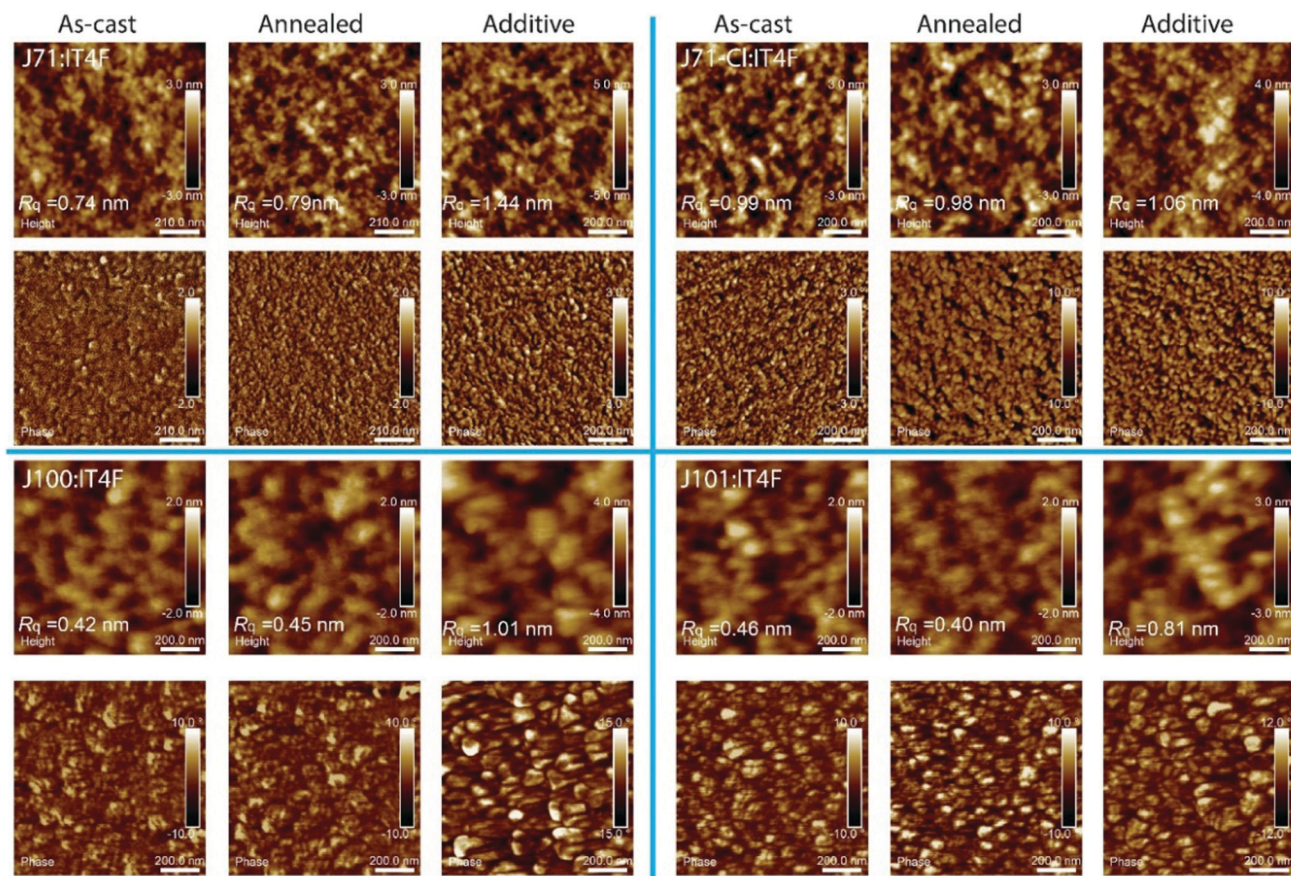 As-cast Annealed Additive As-cast Annealed Additive
J71:IT4F J71-Cl:IT4F
3.0 nm 3.0 nm 5.0 nm 3.0 nm 3.0 nm 4.0 nm
-3.0 nm -3.0 nm -5.0 nm -3.0 nm -3.0 nm -4.0 nm
Rq=0.74 nm Rq=0.79nm Rq=1.44 nm Rq=0.99 nm Rq=0.98 nm Rq=1.06 nm
Height 210.0 nm Height 210.0 nm Height 200.0 nm Height 200.0 nm Height 200.0 nm Height 200.0 nm
2.0 2.0 3.0 3.0 10.0 10.0
-2.0 -2.0 10.0 -10.0
Phase 210.0 nm Phase 210.0 nm Phase 200.0 nm Phase 200.0 nm Phase 200.0 nm Phase 200.0 nm
J100:IT4F J101:IT4F
2.0 nm 2.0 nm 4.0 nm 2.0 nm 2.0 nm 3.0 nm
-2.0 nm -2.0 nm -4.0 nm -2.0 nm -2.0 nm -3.0 nm
Rq=0.42 nm Rq=0.45 nm Rq=1.01 nm Rq=0.46 nm Rq=0.40 nm Rq=0.81 nm
Height 200.0 nm Height 200.0 nm Height 200.0 nm Height 200.0 nm Height 200.0 nm Height 200.0 nm
10.0 ° 10.0 ° 15.0 ° 10.0 ° 10.0 ° 12.0 °
-10.0 ° -10.0 ° 15.0 ° -10.0 ° -10.0 ° -12.0 °
Phase 200.0 nm Phase 200.0 nm Phase 200.0 nm Phase 200.0 nm Phase 200.0 nm Phase 200.0 nm